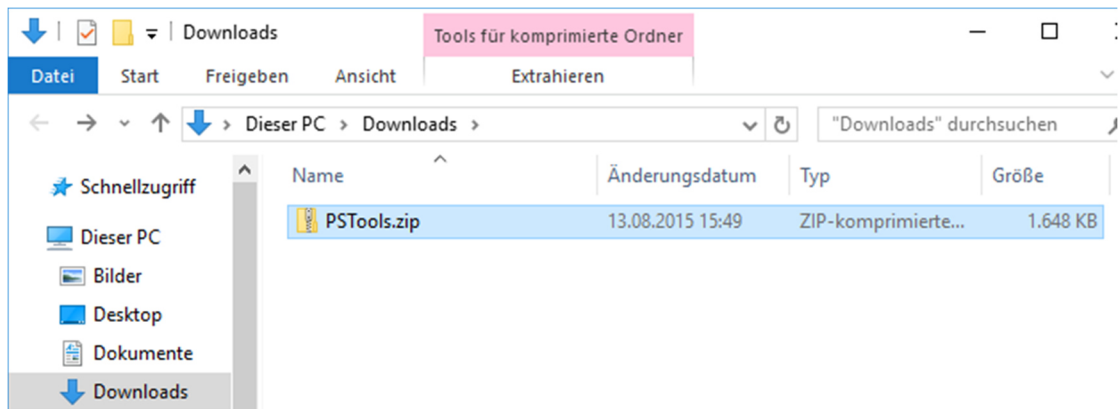 Downloads
Tools für komprimierte Ordner
Datei Start Freigeben Ansicht Extrahieren
Dieser PC Downloads "Downloads" durchsuchen
Schnellzugriff
Dieser PC
Bilder
Desktop
Dokumente
Downloads
Name Änderungsdatum Typ Größe
PSTools.zip 13.08.2015 15:49 ZIP-komprimierte... 1.648 KB